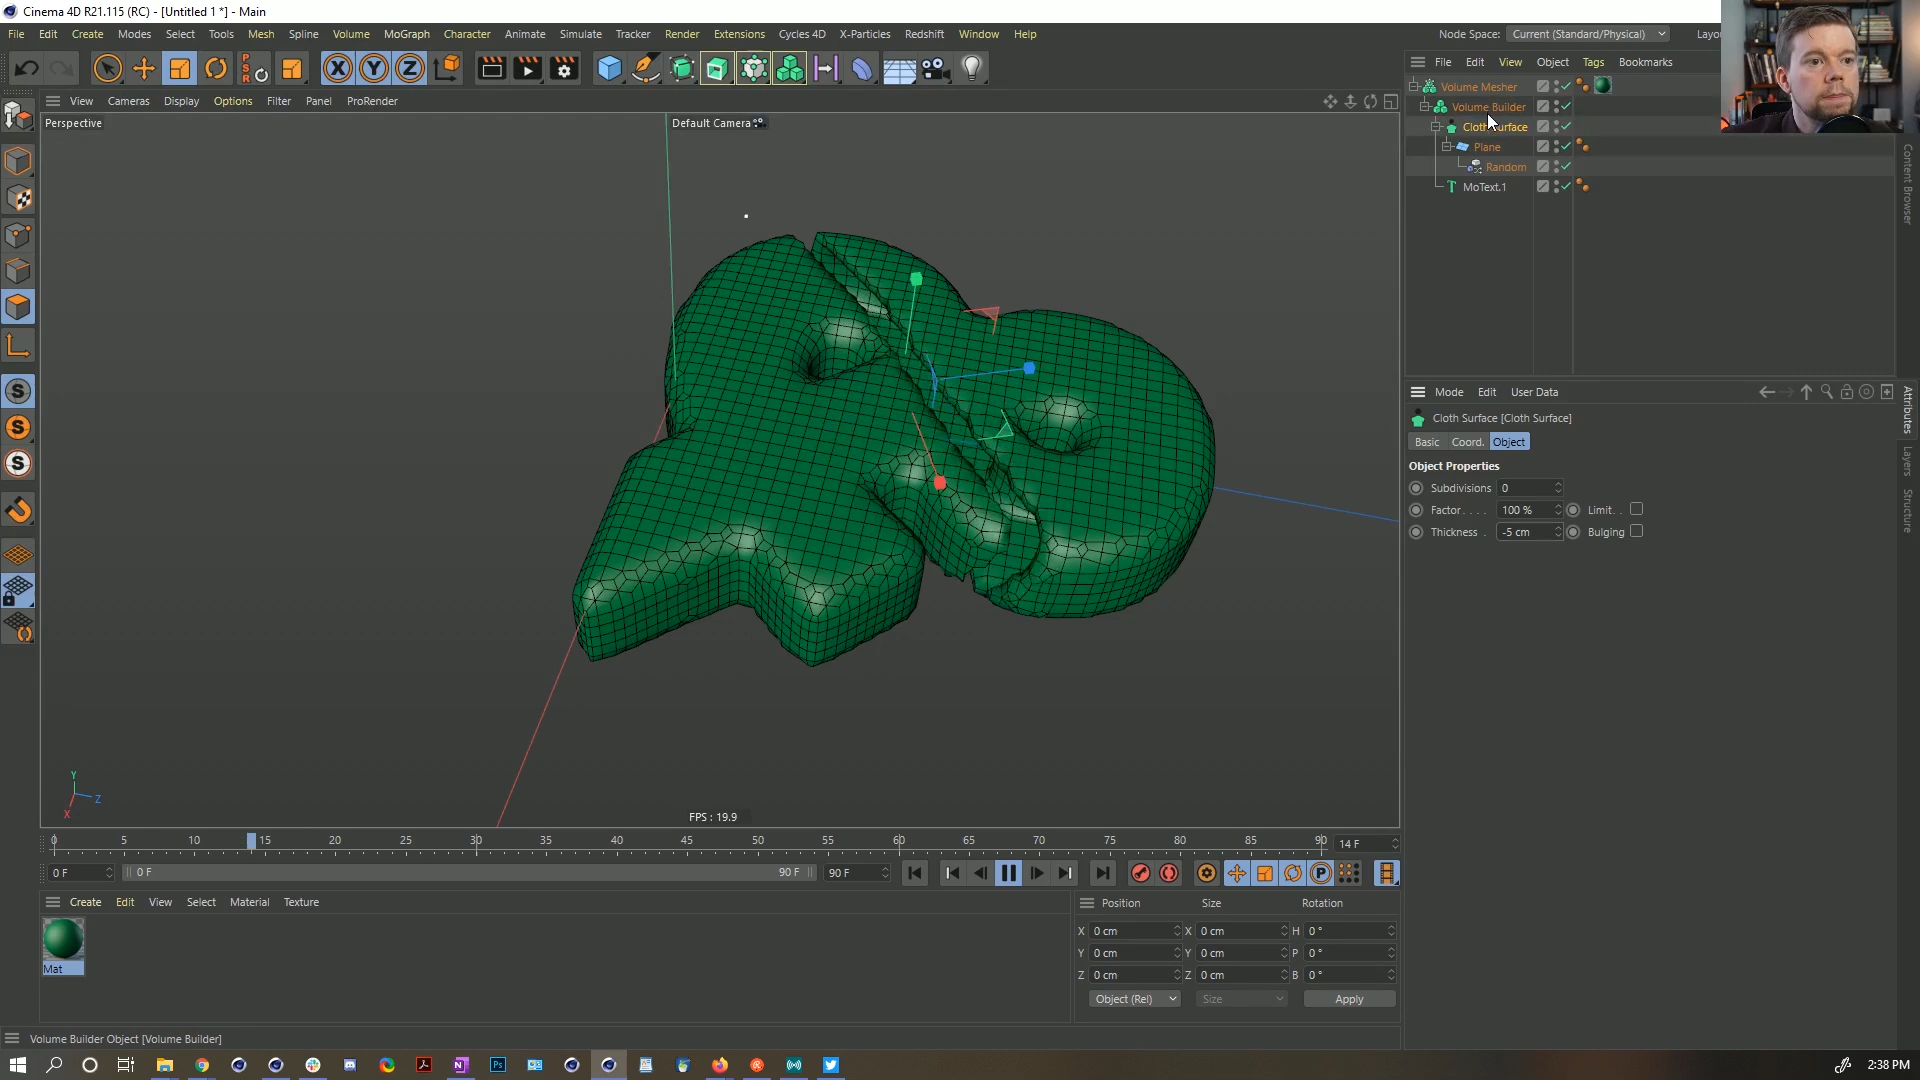 Cinema 4D R21.115 (RC) - [Untitled 1 *] - Main
File Edit Create Modes Select Tools Mesh Spline Volume MoGraph Character Animate Simulate Tracker Render Extensions Cycles 4D X-Particles Redshift Window Help Node Space: Current (Standard/Physical)
PSR X Y Z
File Edit View Object Tags Bookmarks
Volume Mesher
Volume Builder
Cloth Surface
Plane
Random
MoText.1
Content Browser
View Cameras Display Options Filter Panel ProRender
Perspective Default Camera
Mode Edit User Data
Cloth Surface [Cloth Surface]
Basic Coord. Object
Object Properties
Subdivisions 0
Factor . . . . 100 % Limit . .
Thickness . -5 cm Bulging
Attributes
Layers
Structure
S
S
S
Y
Z
X
FPS : 19.9
0 5 10 15 20 25 30 35 40 45 50 55 60 65 70 75 80 85 90 14 F
0 F 0 F 90 F 90 F P
Create Edit View Select Material Texture
Mat
Position Size Rotation
X 0 cm X 0 cm H 0 °
Y 0 cm Y 0 cm P 0 °
Z 0 cm Z 0 cm B 0 °
Object (Rel) Size Apply
Volume Builder Object [Volume Builder]
N Ps
2:38 PM